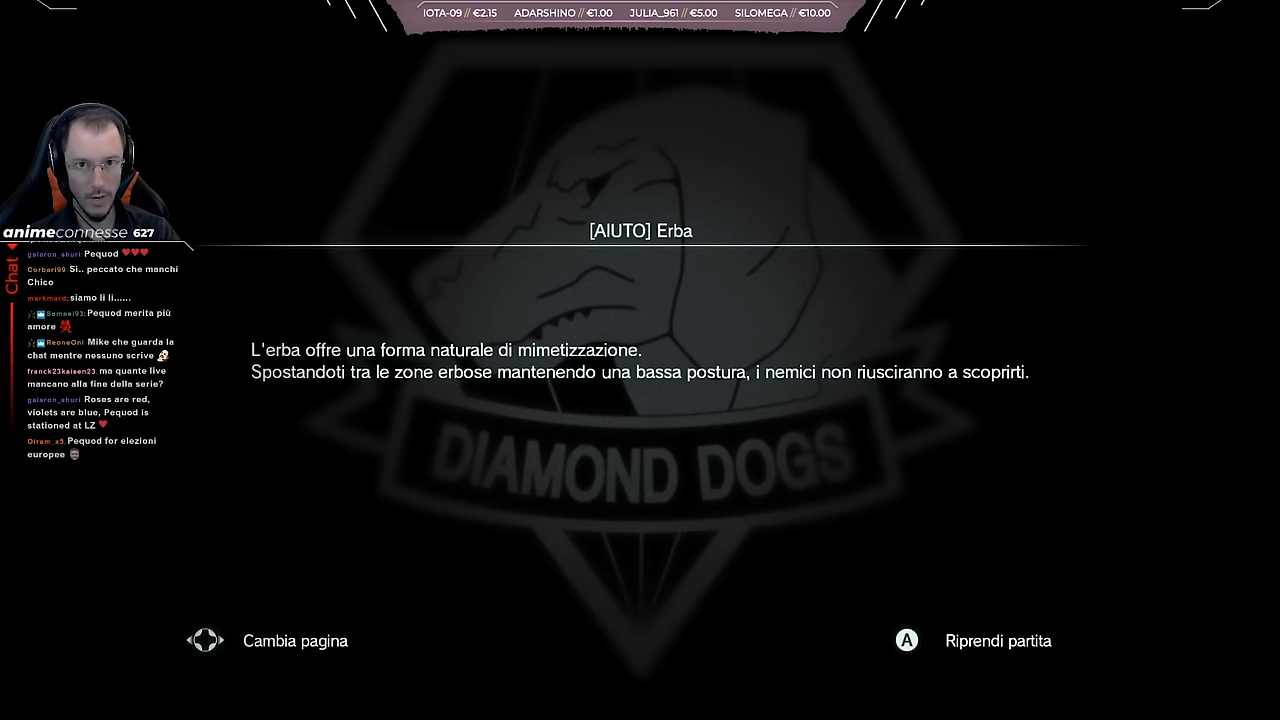 IOTA-09 // €2.15 ADARSHINO // €1.00 JULIA_961 // €5.00 SILOMEGA // €10.00
animeconnesse 627
Chat
galaron_shuri: Pequod
Corbari99: Si.. peccato che manchi
Chico
markmard: siamo li li......
Samael93: Pequod merita più
amore
ReoneOni: Mike che guarda la
chat mentre nessuno scrive
franck23kaisen23: ma quante live
mancano alla fine della serie?
galaron_shuri: Roses are red,
violets are blue, Pequod is
stationed at LZ
Oiram_x5: Pequod for elezioni
europee
[AIUTO] Erba
L'erba offre una forma naturale di mimetizzazione.
Spostandoti tra le zone erbose mantenendo una bassa postura, i nemici non riusciranno a scoprirti.
DIAMOND DOGS
Cambia pagina
A Riprendi partita